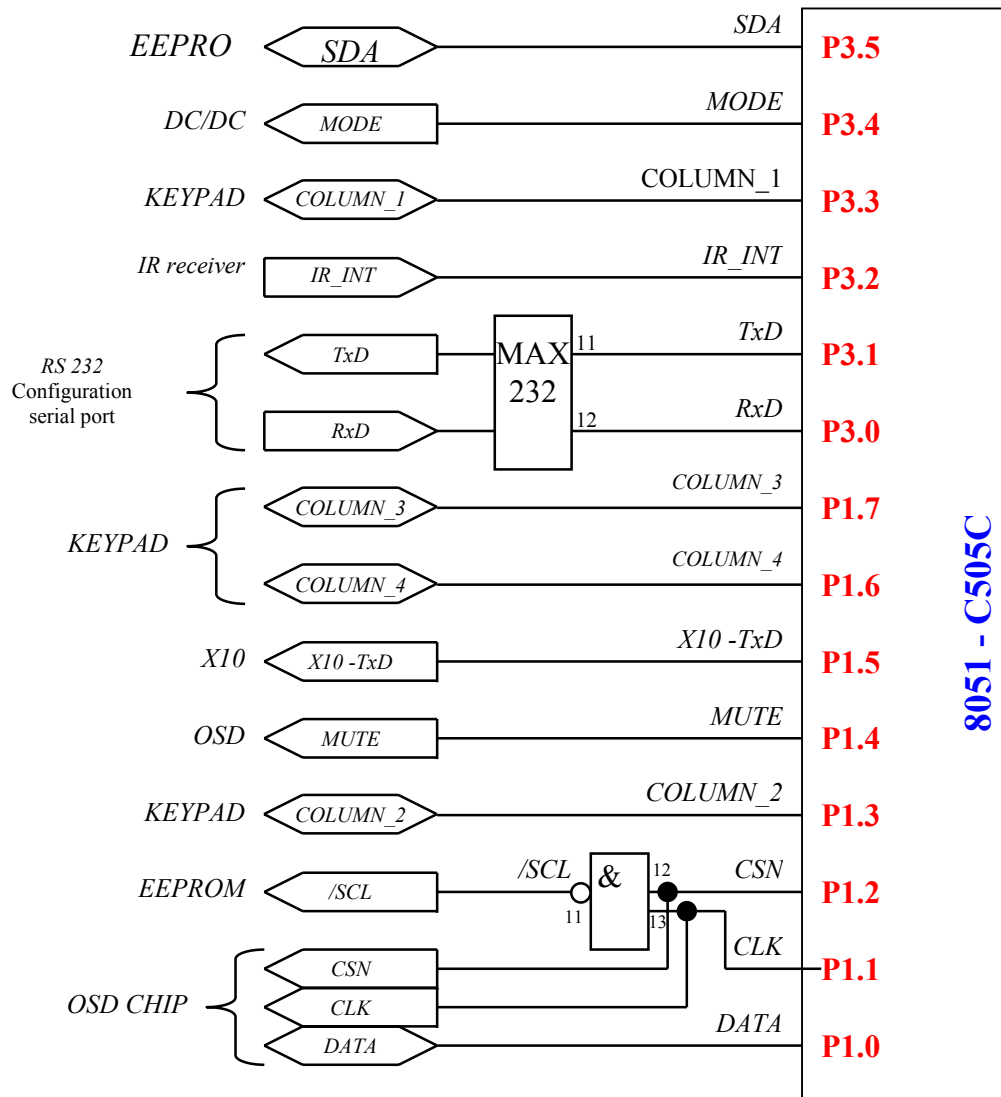 EEPRO SDA SDA P3.5
DC/DC MODE MODE P3.4
KEYPAD COLUMN_1 COLUMN_1 P3.3
IR receiver IR_INT IR_INT P3.2
TxD MAX 11 TxD P3.1
RS 232
Configuration
serial port
232
RxD 12 RxD P3.0
COLUMN_3 COLUMN_3 P1.7
KEYPAD
COLUMN_4 COLUMN_4 P1.6
X10 X10 -TxD X10 -TxD P1.5
OSD MUTE MUTE P1.4
KEYPAD COLUMN_2 COLUMN_2 P1.3
EEPROM /SCL /SCL & 12 CSN P1.2
11 13
CSN CLK P1.1
OSD CHIP CLK
DATA DATA P1.0
8051 - C505C